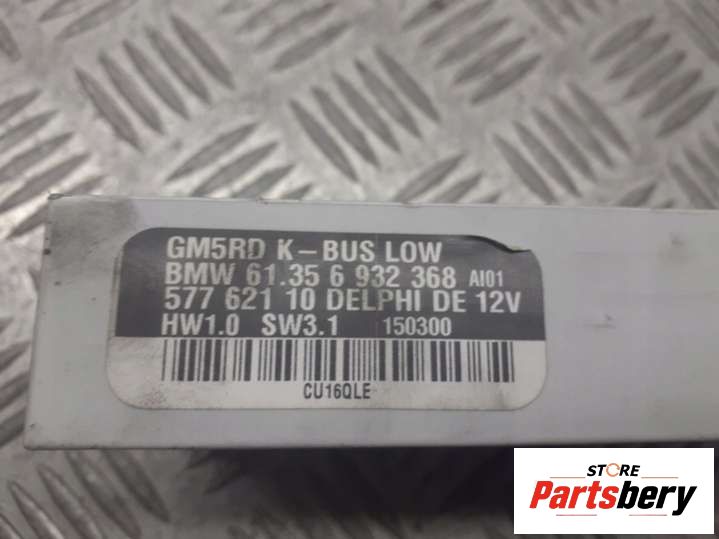 GM5RD K-BUS LOW
BMW 61.35 6 932 368 AI01
577 621 10 DELPHI DE 12V
HW1.0 SW3.1 150300
CU16QLE
STORE
Partsbery